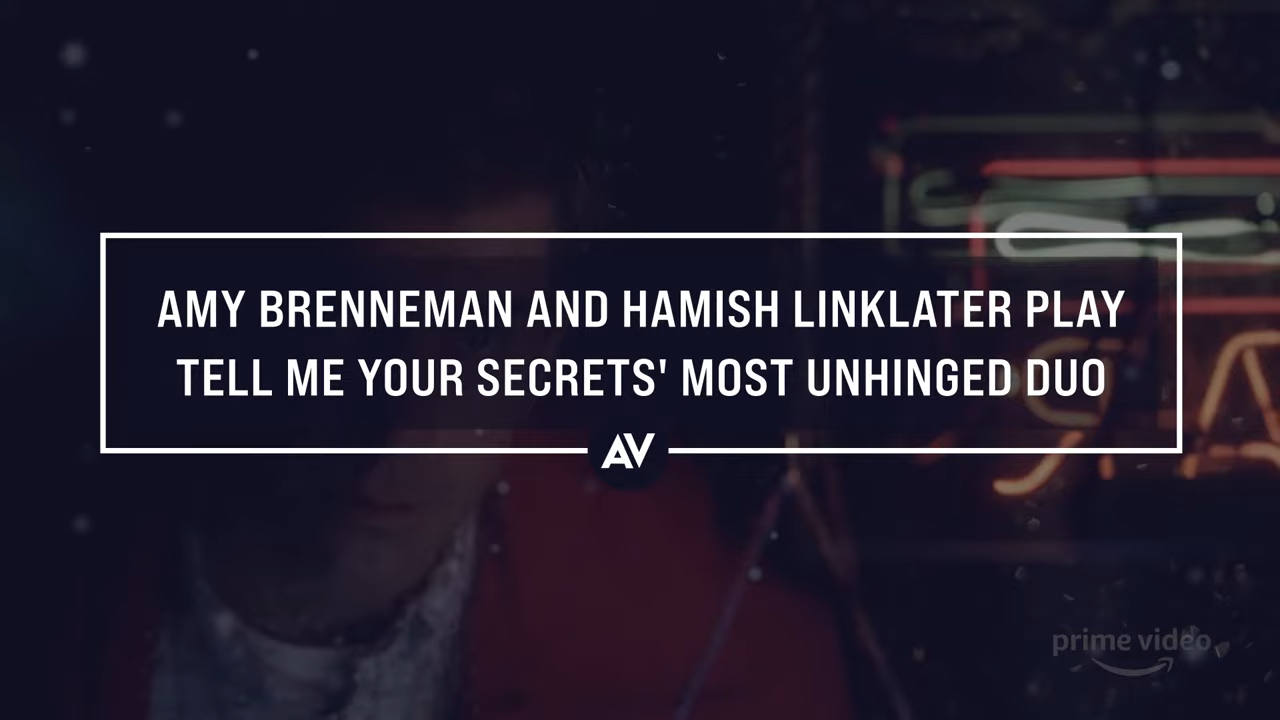 AMY BRENNEMAN AND HAMISH LINKLATER PLAY
TELL ME YOUR SECRETS' MOST UNHINGED DUO
AV
prime video